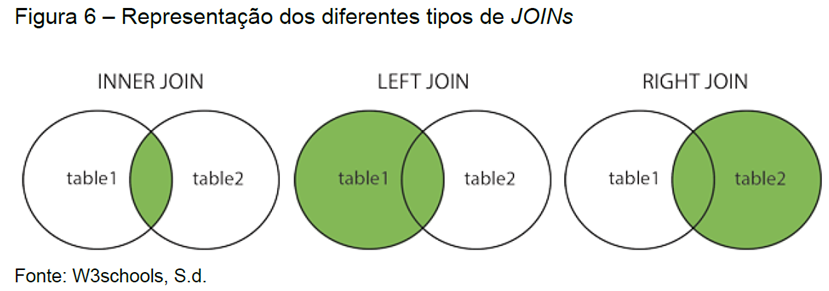 Figura 6 – Representação dos diferentes tipos de JOINs
INNER JOIN LEFT JOIN RIGHT JOIN
table1 table2 table1 table2 table1 table2
Fonte: W3schools, S.d.